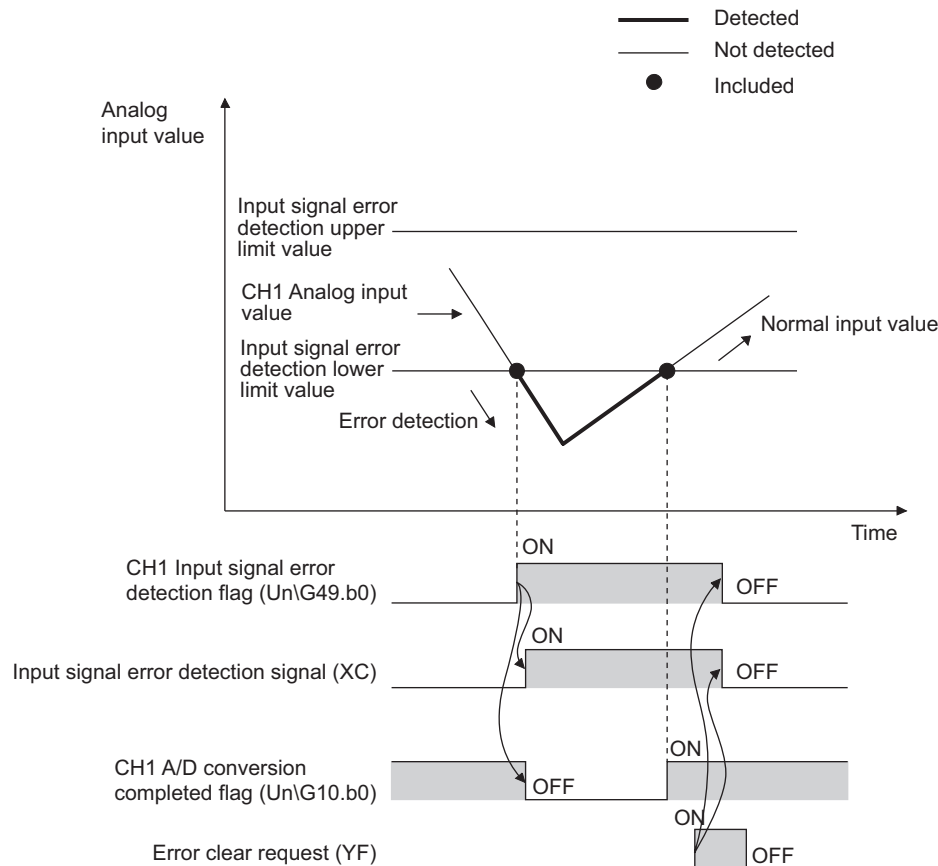 Detected
Not detected
Included
Analog
input value
Input signal error
detection upper
limit value
CH1 Analog input
value
Normal input value
Input signal error
detection lower
limit value
Error detection
Time
ON
CH1 Input signal error
detection flag (Un\G49.b0)
OFF
ON
Input signal error detection signal (XC)
OFF
ON
CH1 A/D conversion
completed flag (Un\G10.b0)
OFF
ON
Error clear request (YF)
OFF